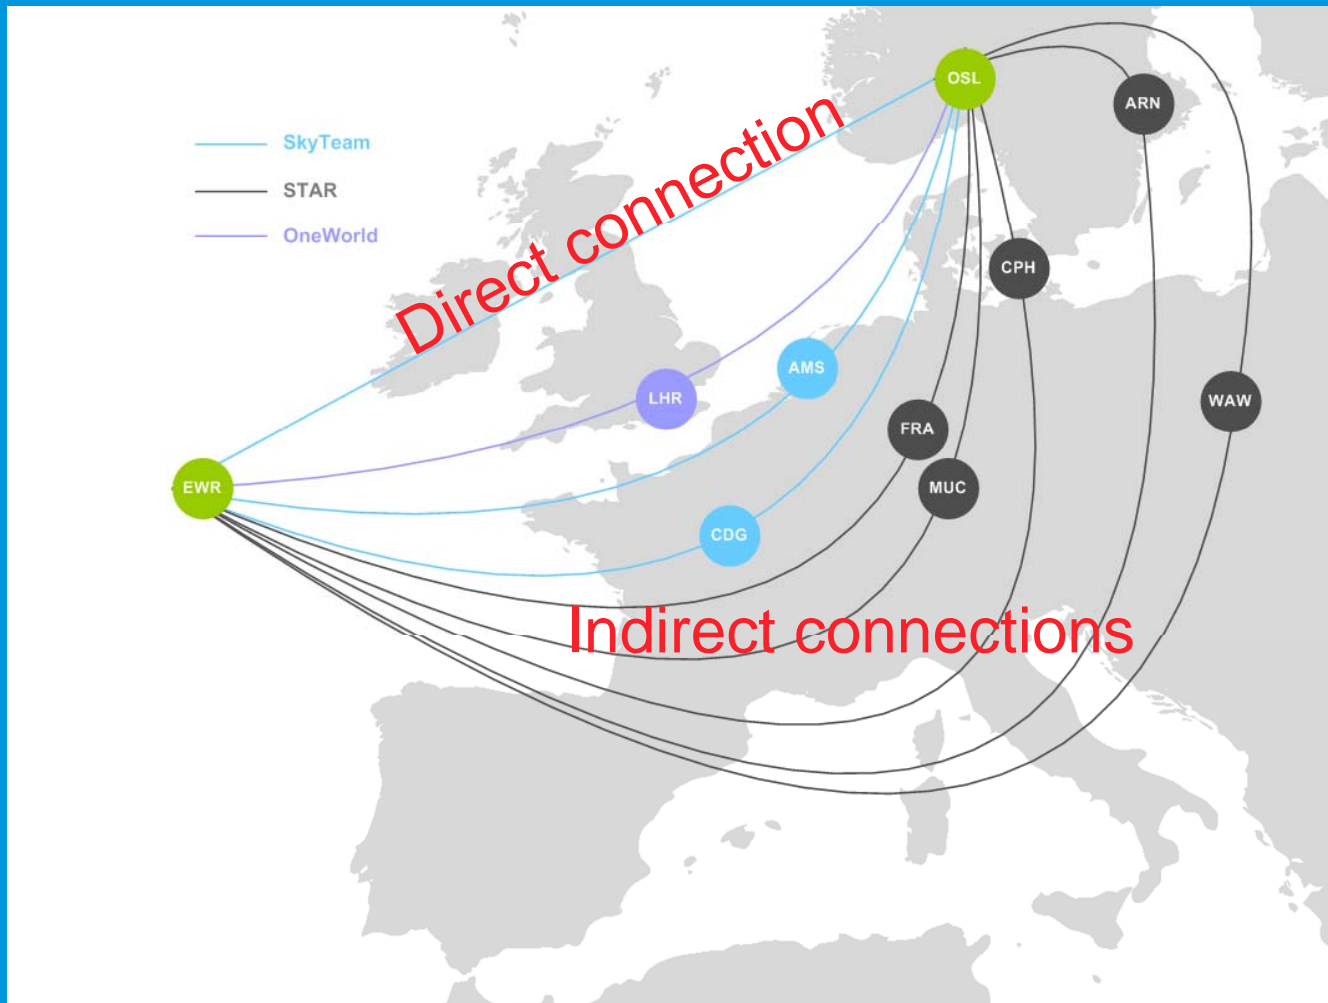 OSL
ARN
SkyTeam
STAR
OneWorld
Direct connection
CPH
AMS
LHR
WAW
FRA
EWR
MUC
CDG
Indirect connections